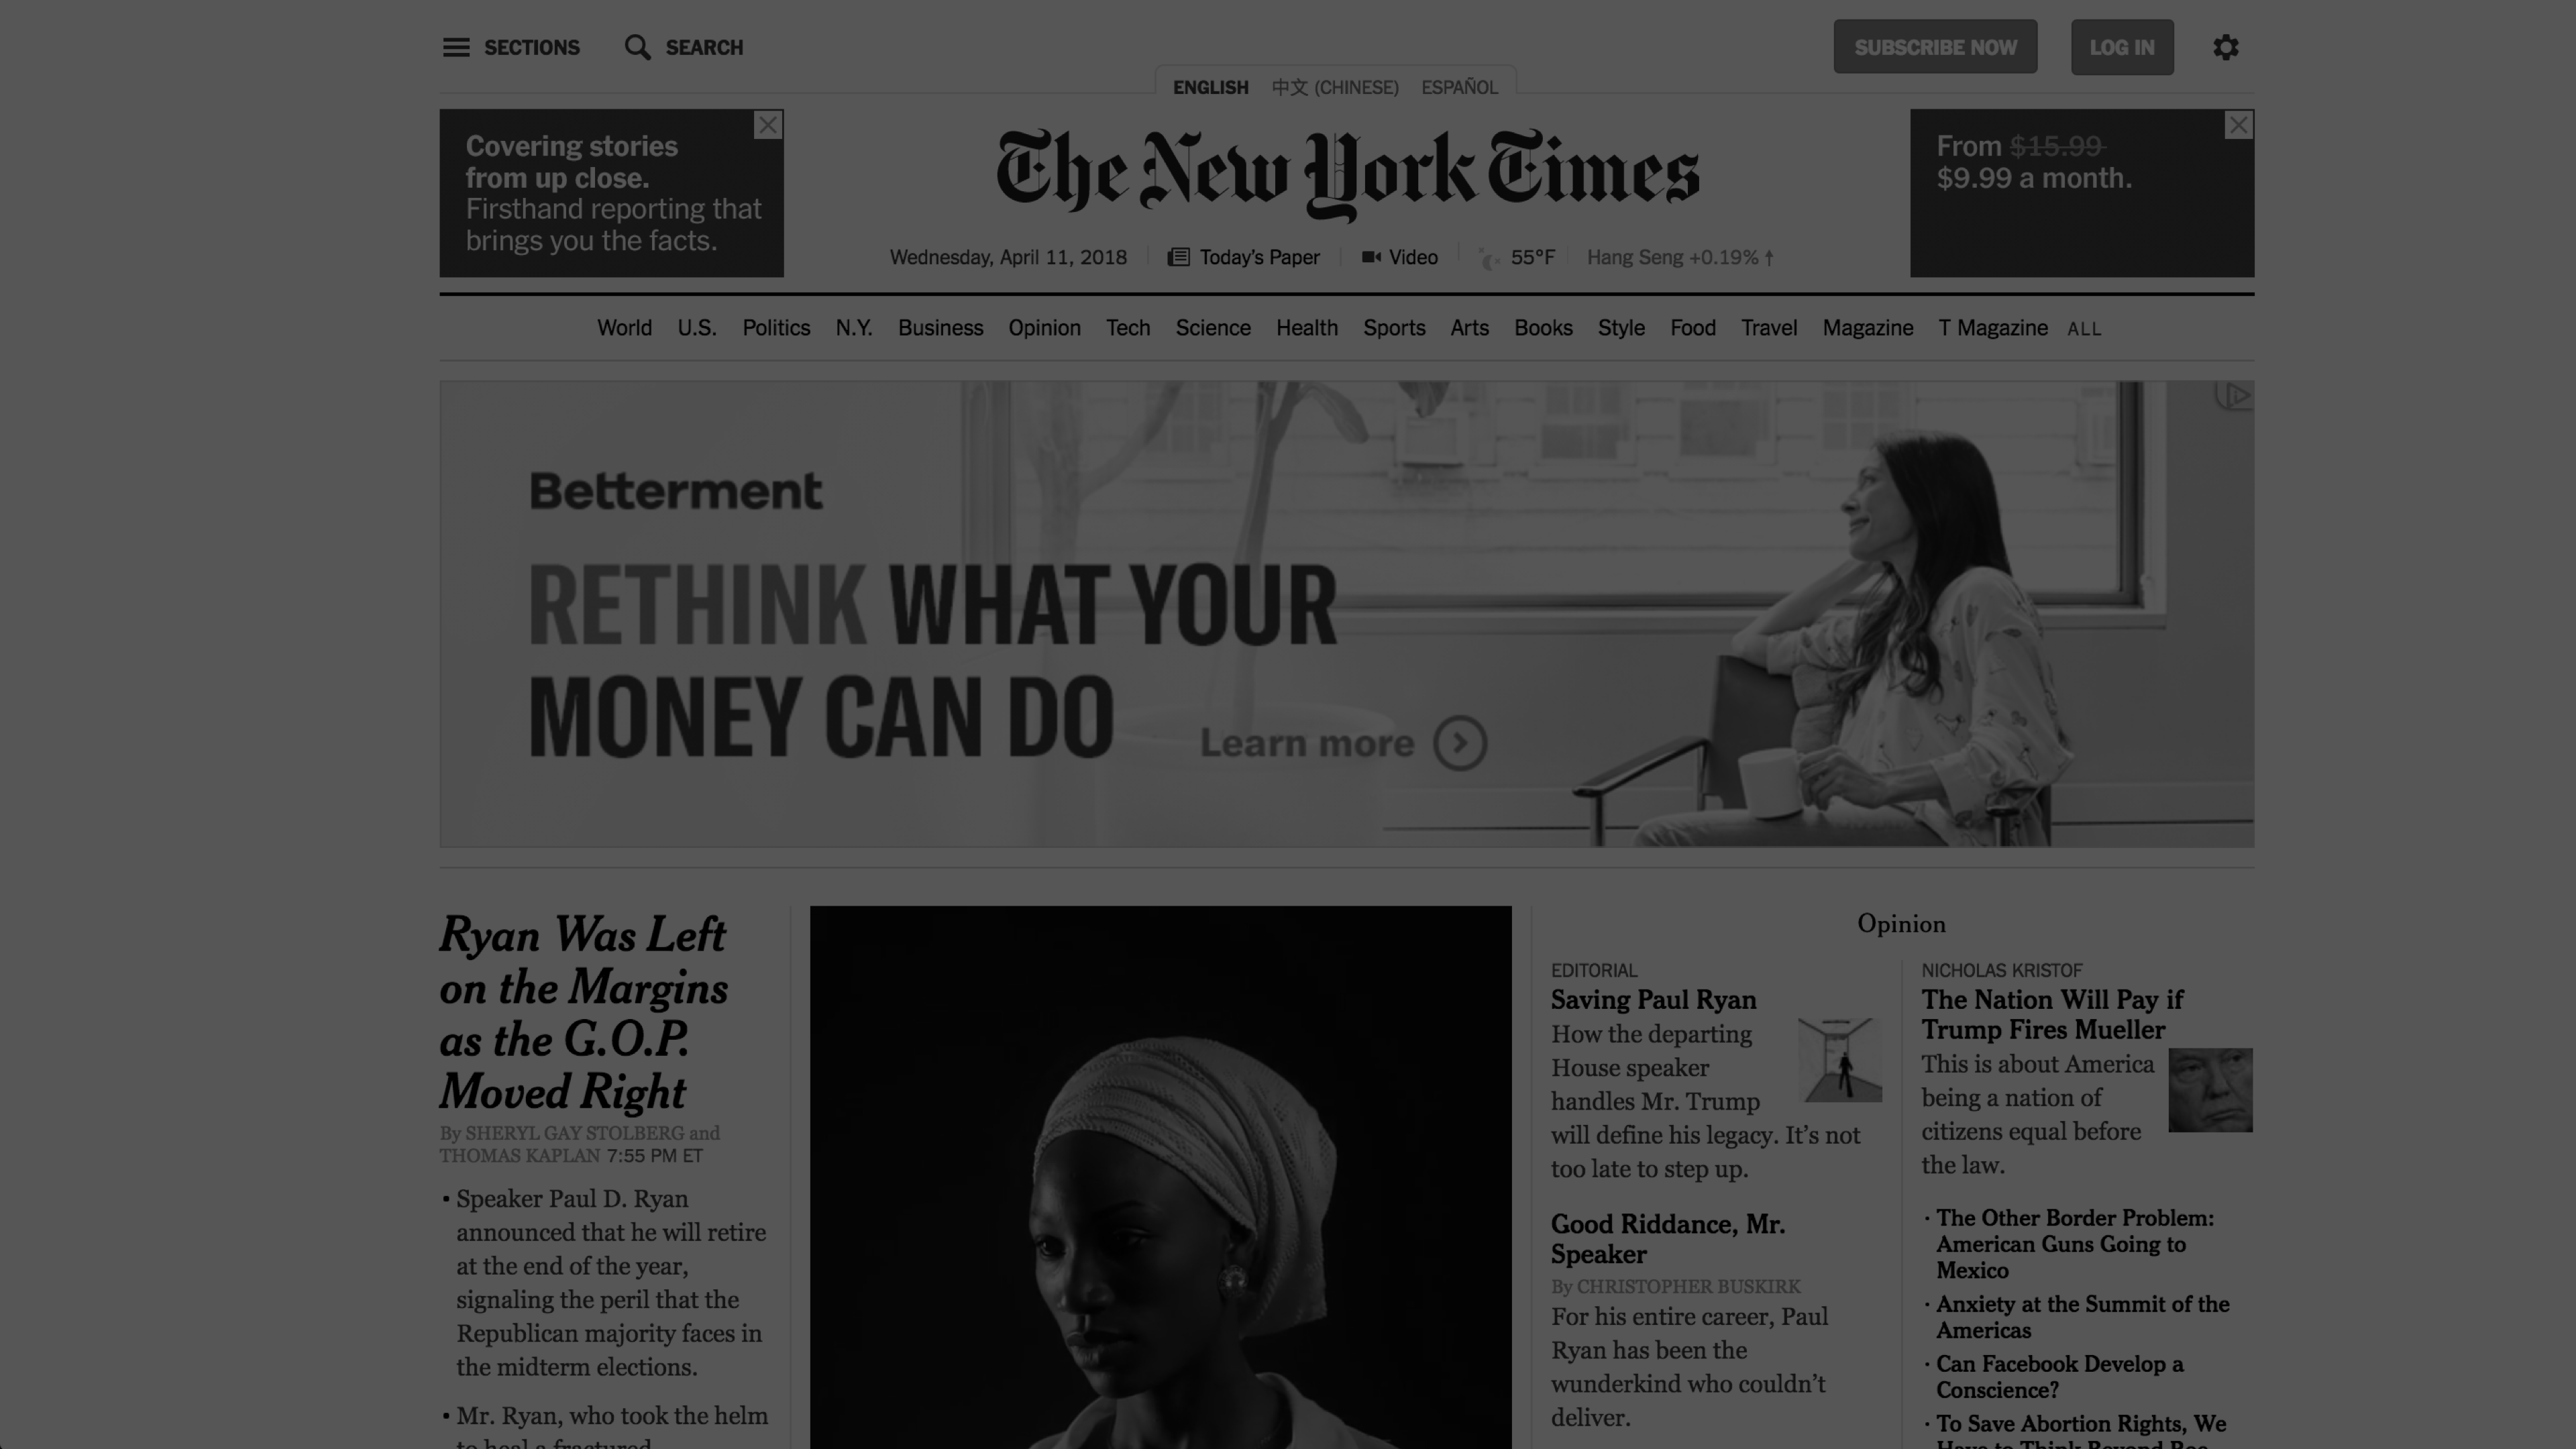 SECTIONS
SEARCH
SUBSCRIBE NOW
LOG IN
ENGLISH 中文 (CHINESE) ESPAÑOL
Covering stories
from up close.
Firsthand reporting that
brings you the facts.
The New York Times
From $15.99
$9.99 a month.
Wednesday, April 11, 2018
Today's Paper
Video
55°F
Hang Seng +0.19% ↑
World U.S. Politics N.Y. Business Opinion Tech Science Health Sports Arts Books Style Food Travel Magazine T Magazine ALL
Betterment
RETHINK WHAT YOUR
MONEY CAN DO
Learn more
Ryan Was Left
on the Margins
as the G.O.P.
Moved Right
By SHERYL GAY STOLBERG and
THOMAS KAPLAN 7:55 PM ET
• Speaker Paul D. Ryan
announced that he will retire
at the end of the year,
signaling the peril that the
Republican majority faces in
the midterm elections.
• Mr. Ryan, who took the helm
to heal a fractured
Opinion
EDITORIAL
Saving Paul Ryan
How the departing
House speaker
handles Mr. Trump
will define his legacy. It's not
too late to step up.
Good Riddance, Mr.
Speaker
By CHRISTOPHER BUSKIRK
For his entire career, Paul
Ryan has been the
wunderkind who couldn't
deliver.
NICHOLAS KRISTOF
The Nation Will Pay if
Trump Fires Mueller
This is about America
being a nation of
citizens equal before
the law.
· The Other Border Problem:
American Guns Going to
Mexico
· Anxiety at the Summit of the
Americas
· Can Facebook Develop a
Conscience?
· To Save Abortion Rights, We
Have to Think Beyond Roe